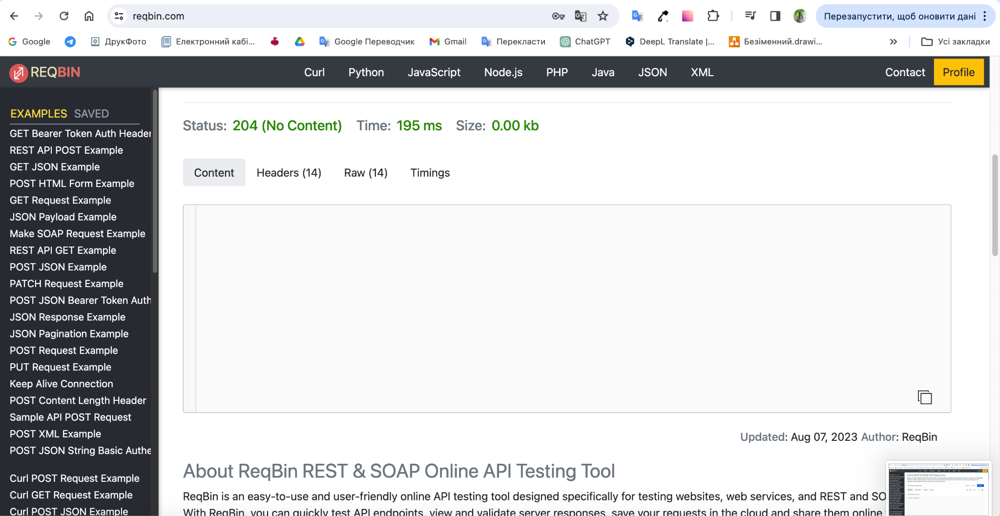 reqbin.com
Перезапустити, щоб оновити дані
Google
ДрукФото
Електронний кабі...
Google Переводчик
Gmail
Перекласти
ChatGPT
DeepL Translate |...
Безіменний.drawi...
Усі закладки
REQBIN
Curl Python JavaScript Node.js PHP Java JSON XML
Contact Profile
EXAMPLES SAVED
GET Bearer Token Auth Header
REST API POST Example
GET JSON Example
POST HTML Form Example
GET Request Example
JSON Payload Example
Make SOAP Request Example
REST API GET Example
POST JSON Example
PATCH Request Example
POST JSON Bearer Token Auth
JSON Response Example
JSON Pagination Example
POST Request Example
PUT Request Example
Keep Alive Connection
POST Content Length Header
Sample API POST Request
POST XML Example
POST JSON String Basic Authe
Curl POST Request Example
Curl GET Request Example
Curl POST JSON Example
Status: 204 (No Content) Time: 195 ms Size: 0.00 kb
Content Headers (14) Raw (14) Timings
Updated: Aug 07, 2023 Author: ReqBin
About ReqBin REST & SOAP Online API Testing Tool
ReqBin is an easy-to-use and user-friendly online API testing tool designed specifically for testing websites, web services, and REST and SO
With ReqBin, you can quickly test API endpoints, view and validate server responses, save your requests in the cloud and share them online
Online REST & SOAP API Testing Tool